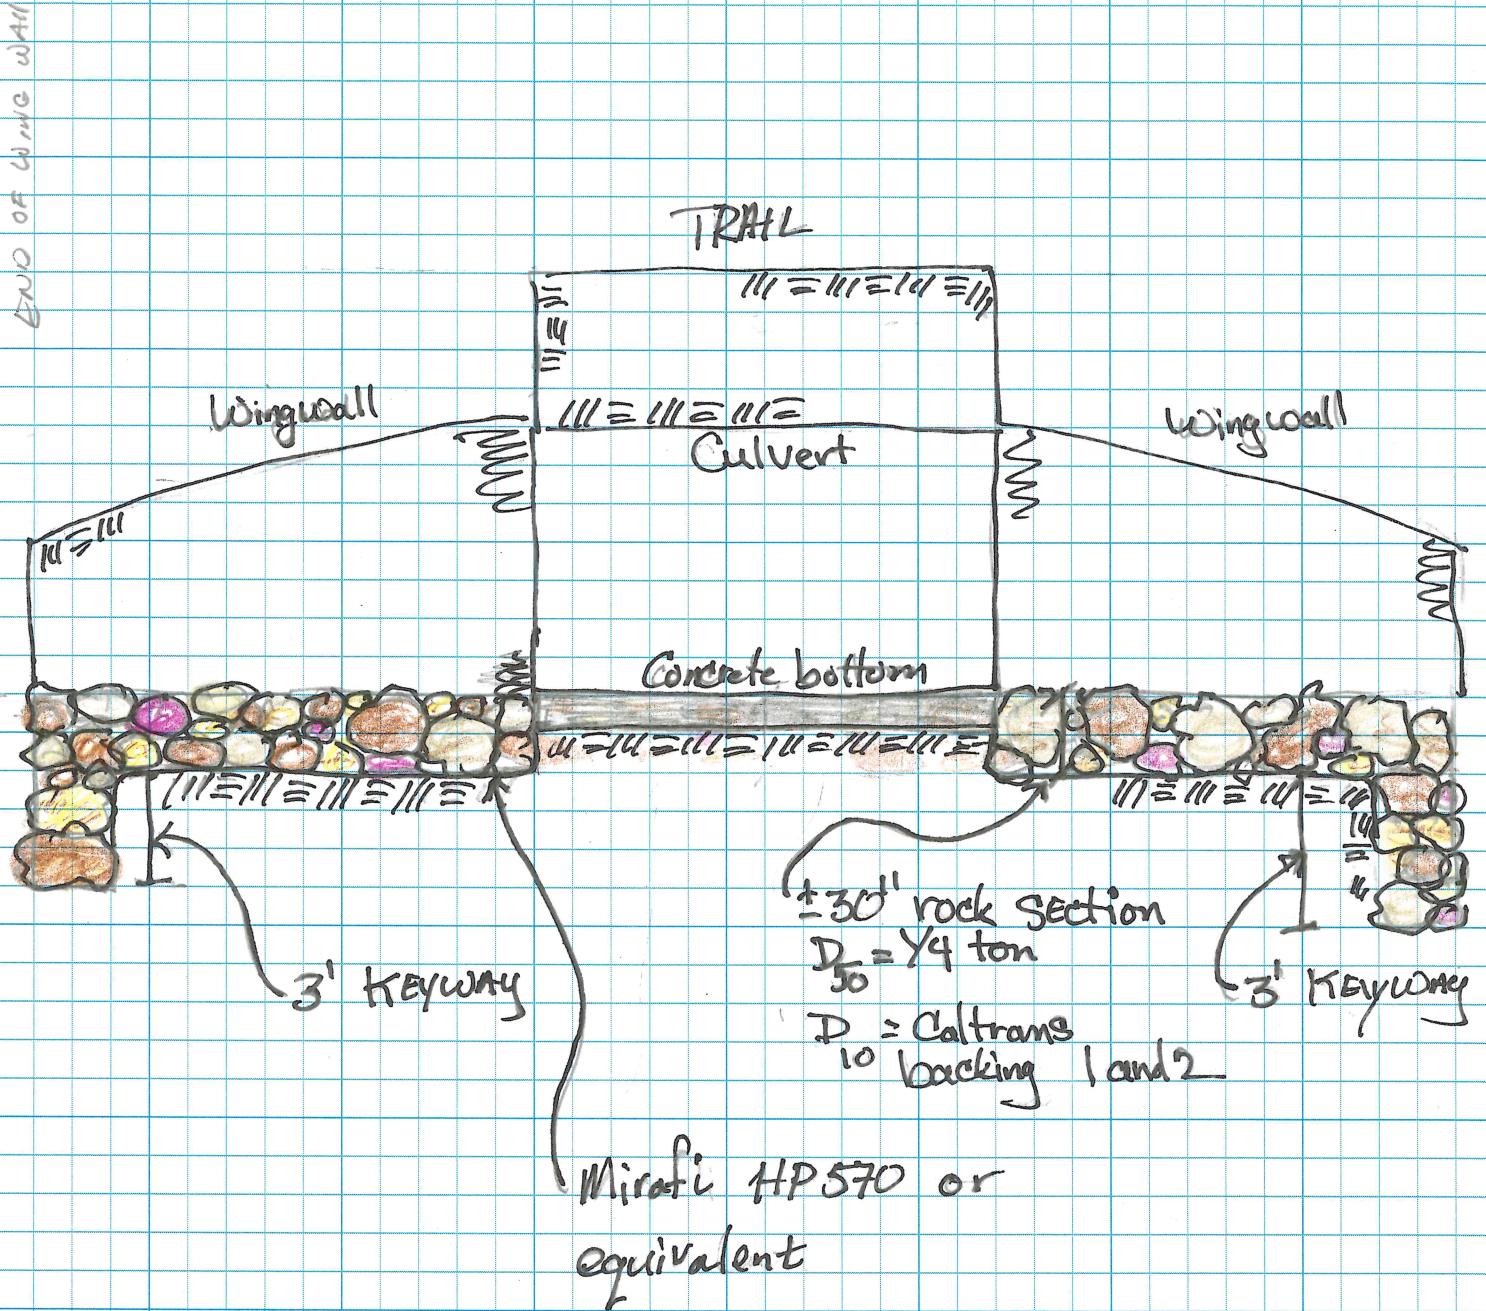 END OF WING WALL
TRAIL
Wingwall
Wingwall
Culvert
Concrete bottom
±30" rock section
D50 = 1/4 ton
3' KEYWAY
3' KEYWAY
D10 = Caltrans
backing 1 and 2
Mirafi HP570 or
equivalent